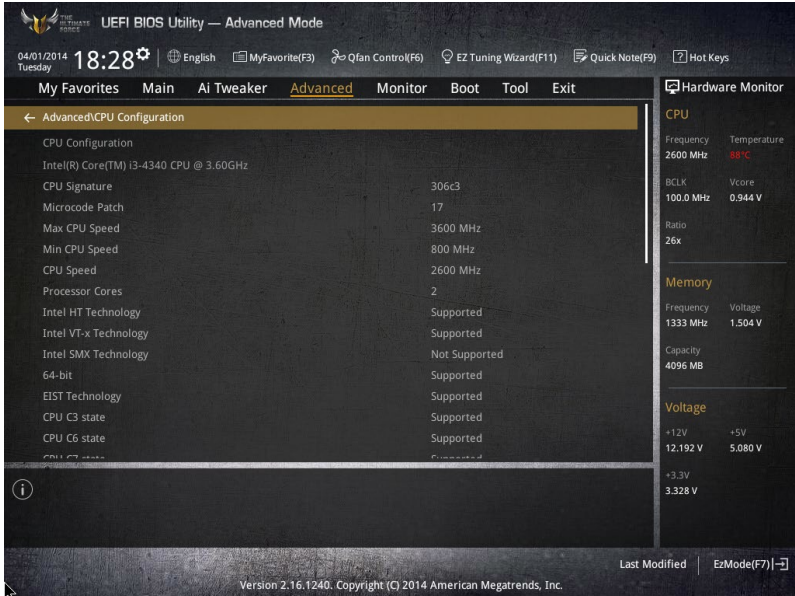 THE ULTIMATE FORCE
UEFI BIOS Utility — Advanced Mode
04/01/2014 Tuesday 18:28 English MyFavorite(F3) Qfan Control(F6) EZ Tuning Wizard(F11) Quick Note(F9) ? Hot Keys
My Favorites Main Ai Tweaker Advanced Monitor Boot Tool Exit
← Advanced\CPU Configuration
CPU Configuration
Intel(R) Core(TM) i3-4340 CPU @ 3.60GHz
CPU Signature 306c3
Microcode Patch 17
Max CPU Speed 3600 MHz
Min CPU Speed 800 MHz
CPU Speed 2600 MHz
Processor Cores 2
Intel HT Technology Supported
Intel VT-x Technology Supported
Intel SMX Technology Not Supported
64-bit Supported
EIST Technology Supported
CPU C3 state Supported
CPU C6 state Supported
CPU C7 state Supported
Hardware Monitor
CPU
Frequency Temperature
2600 MHz 88°C
BCLK Vcore
100.0 MHz 0.944 V
Ratio
26x
Memory
Frequency Voltage
1333 MHz 1.504 V
Capacity
4096 MB
Voltage
+12V +5V
12.192 V 5.080 V
+3.3V
3.328 V
Last Modified EzMode(F7)
Version 2.16.1240. Copyright (C) 2014 American Megatrends, Inc.